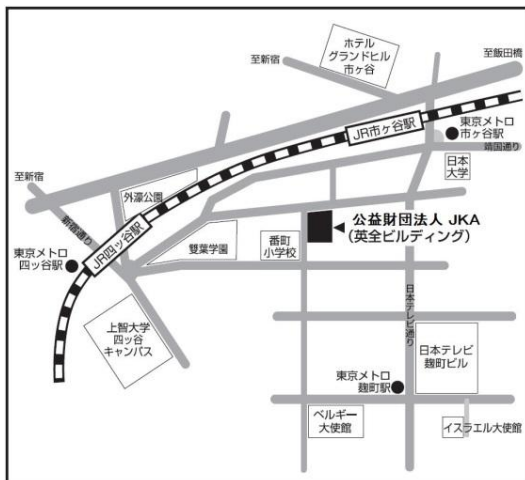 ホテル
グランドヒル
市ヶ谷
至新宿
至飯田橋
JR市ヶ谷駅
東京メトロ
市ヶ谷駅
靖国通り
日本
大学
至新宿
外濠公園
新宿通り
JR四ッ谷駅
東京メトロ
四ッ谷駅
雙葉学園
番町
小学校
公益財団法人 JKA
(英全ビルディング)
上智大学
四ッ谷
キャンパス
日本テレビ通り
日本テレビ
麹町ビル
東京メトロ
麹町駅
ベルギー
大使館
イスラエル大使館